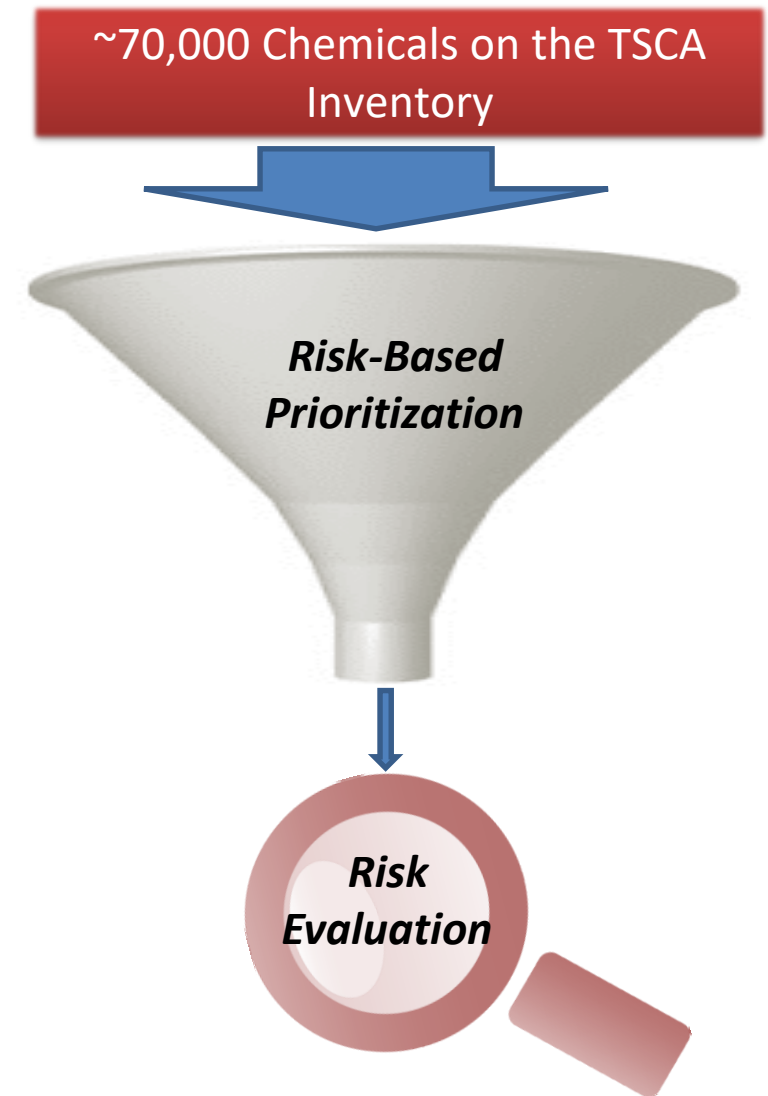 ~70,000 Chemicals on the TSCA
Inventory
Risk-Based
Prioritization
Risk
Evaluation